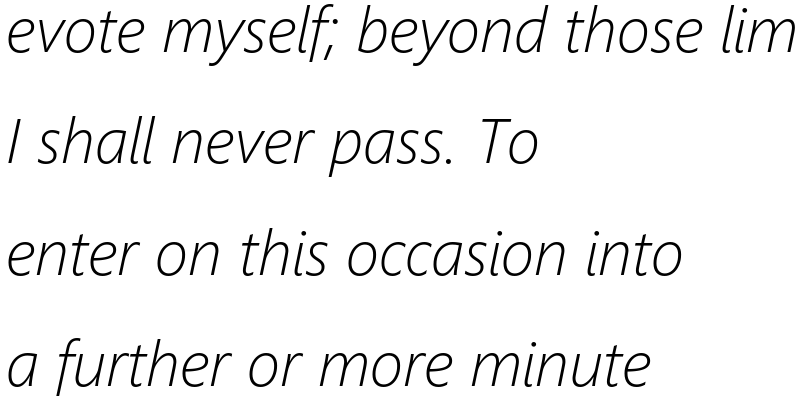 evote myself; beyond those lim
I shall never pass. To
enter on this occasion into
a further or more minute